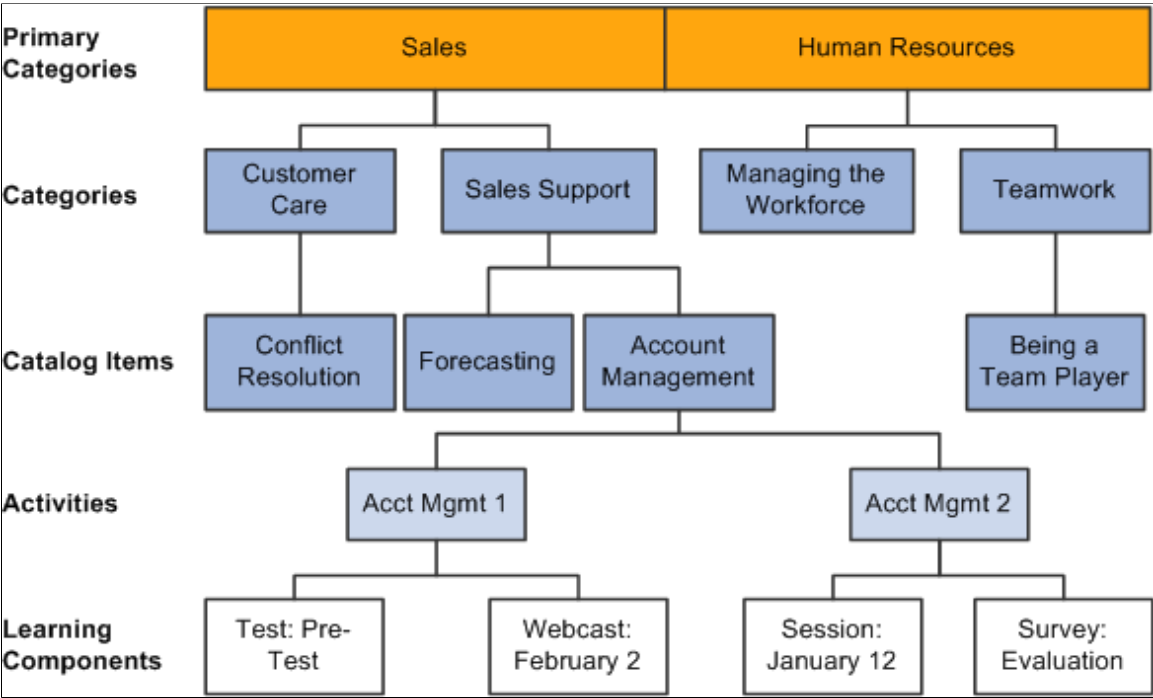 Primary
Categories
Sales
Human Resources
Categories
Customer
Care
Sales Support
Managing the
Workforce
Teamwork
Catalog Items
Conflict
Resolution
Forecasting
Account
Management
Being a
Team Player
Activities
Acct Mgmt 1
Acct Mgmt 2
Learning
Components
Test: Pre-
Test
Webcast:
February 2
Session:
January 12
Survey:
Evaluation